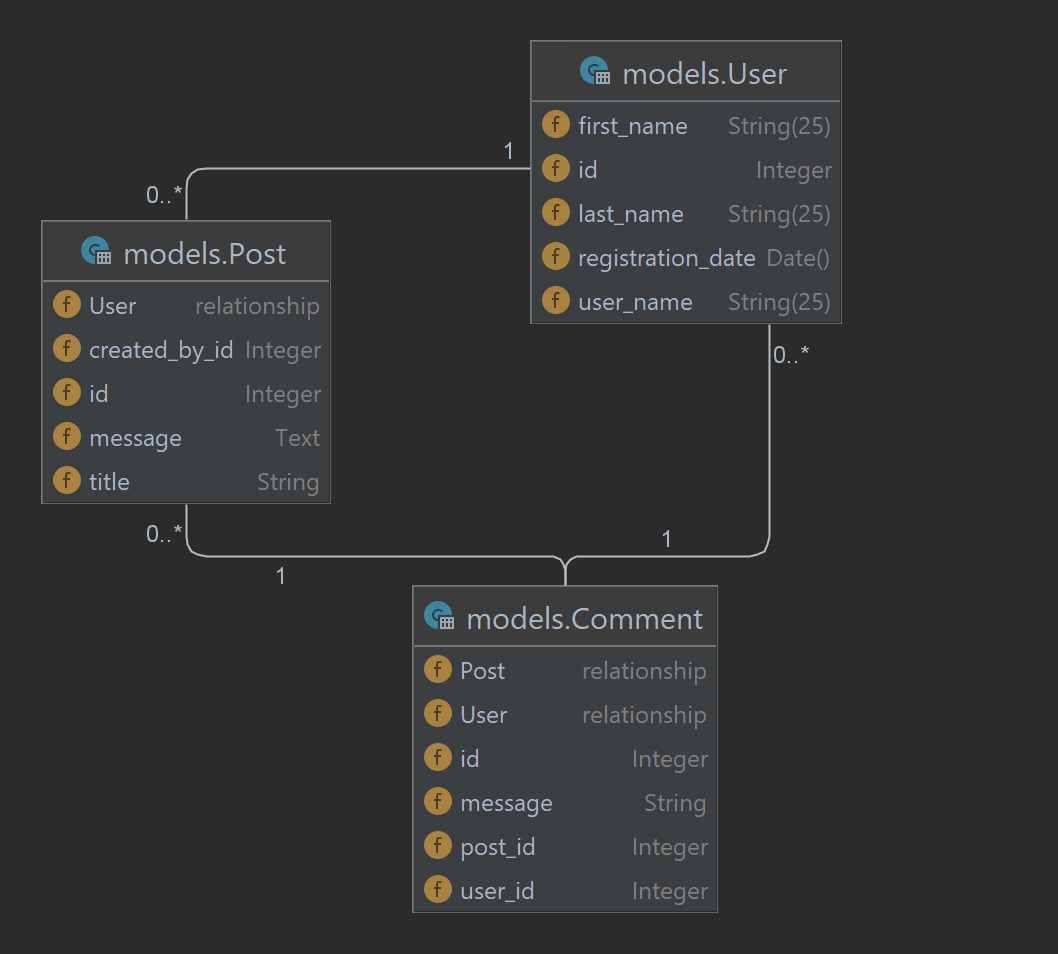 models.User
first_name String(25)
id Integer
last_name String(25)
registration_date Date()
user_name String(25)
1
0..*
models.Post
User relationship
created_by_id Integer
id Integer
message Text
title String
0..*
0..*
1
1
models.Comment
Post relationship
User relationship
id Integer
message String
post_id Integer
user_id Integer